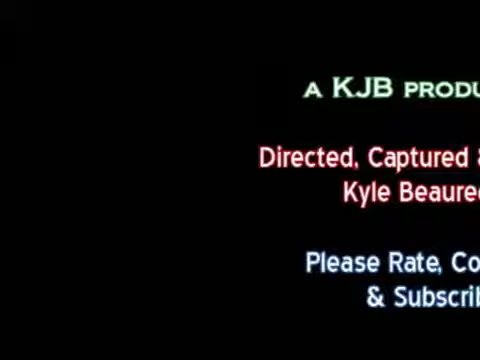 A KJB PRODU
Directed, Captured &
Kyle Beaure
Please Rate, Co
& Subscrib